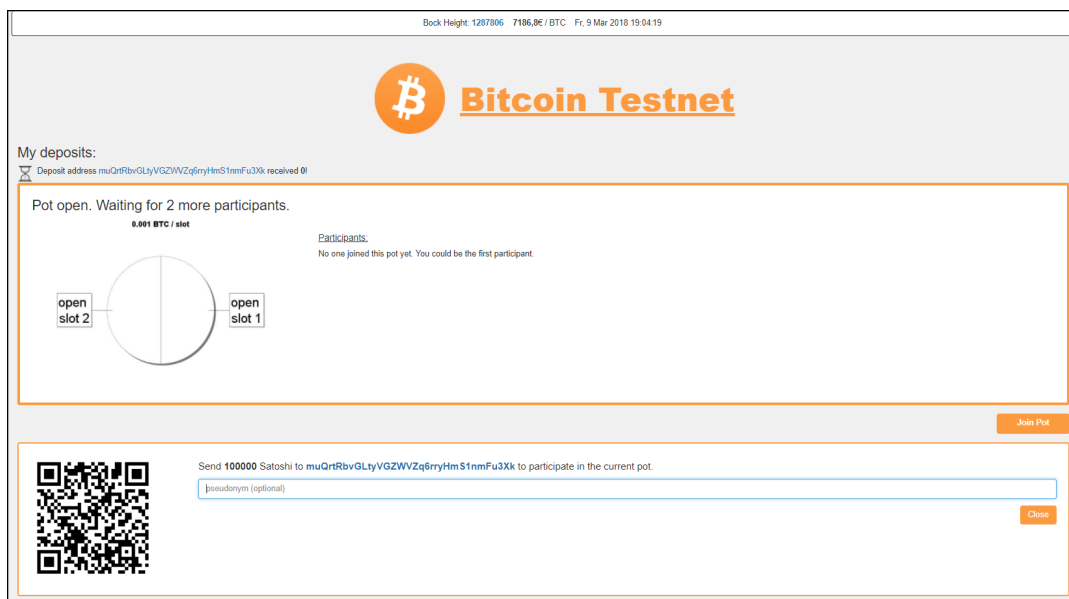 Bock Height: 1287806 7186,8€ / BTC Fr, 9 Mar 2018 19:04:19
Bitcoin Testnet
My deposits:
Deposit address muQrtRbvGLtyVGZWVZq6rryHmS1nmFu3Xk received 0!
Pot open. Waiting for 2 more participants.
0.001 BTC / slot
Participants:
No one joined this pot yet. You could be the first participant.
open
slot 2
open
slot 1
Join Pot
Send 100000 Satoshi to muQrtRbvGLtyVGZWVZq6rryHmS1nmFu3Xk to participate in the current pot.
pseudonym (optional)
Close